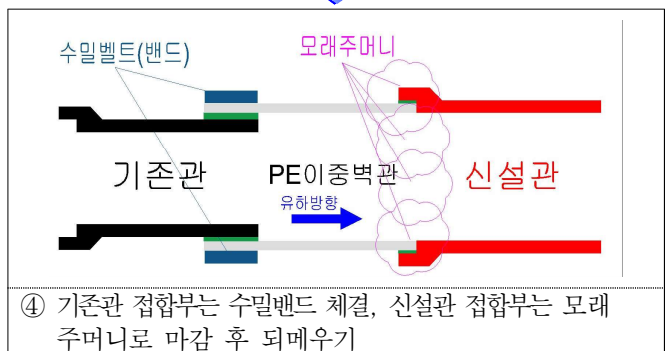 수밀벨트(밴드)
모래주머니
기존관
PE이중벽관
신설관
유하방향
④ 기존관 접합부는 수밀밴드 체결, 신설관 접합부는 모래
주머니로 마감 후 되메우기